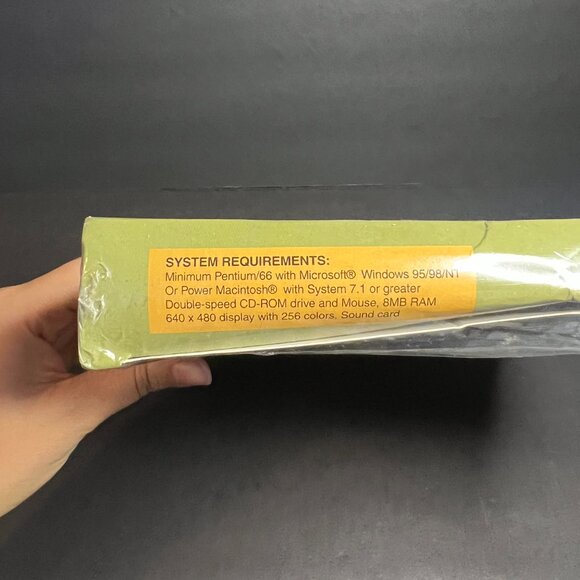 SYSTEM REQUIREMENTS:
Minimum Pentium/66 with Microsoft® Windows 95/98/NT
Or Power Macintosh® with System 7.1 or greater
Double-speed CD-ROM drive and Mouse, 8MB RAM
640 x 480 display with 256 colors. Sound card